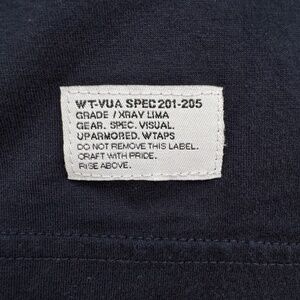 WT-VUA SPEC 201-205
GRADE / XRAY LIMA
GEAR. SPEC. VISUAL.
UPARMORED. WTAPS
DO NOT REMOVE THIS LABEL.
CRAFT WITH PRIDE.
RISE ABOVE.